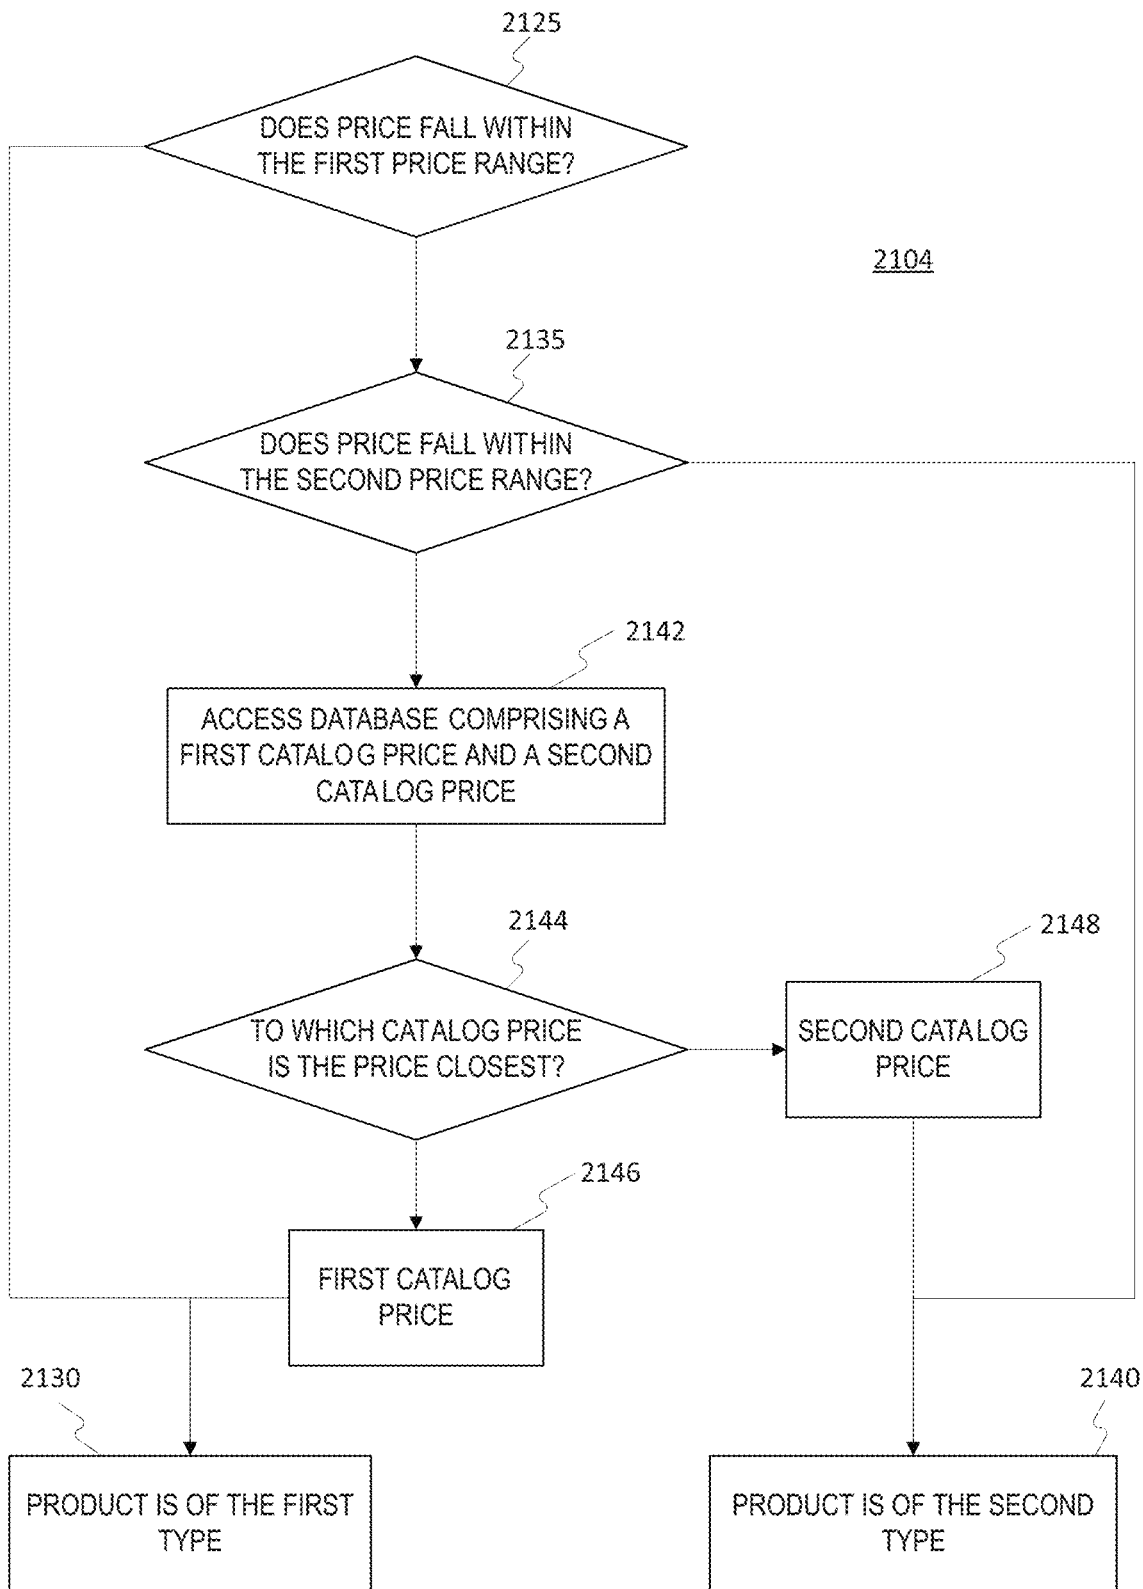 2125
DOES PRICE FALL WITHIN
THE FIRST PRICE RANGE?
2104
2135
DOES PRICE FALL WITHIN
THE SECOND PRICE RANGE?
2142
ACCESS DATABASE COMPRISING A
FIRST CATALOG PRICE AND A SECOND
CATALOG PRICE
2144
TO WHICH CATALOG PRICE
IS THE PRICE CLOSEST?
2148
SECOND CATALOG
PRICE
2146
FIRST CATALOG
PRICE
2130
PRODUCT IS OF THE FIRST
TYPE
2140
PRODUCT IS OF THE SECOND
TYPE